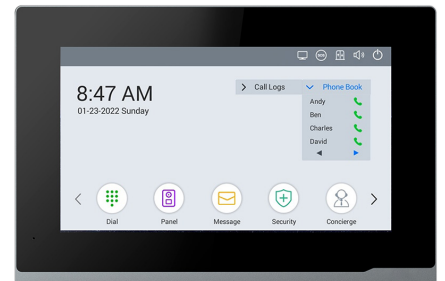 SOS
8:47 AM
01-23-2022 Sunday
Call Logs
Phone Book
Andy
Ben
Charles
David
Dial
Panel
Message
Security
Concierge